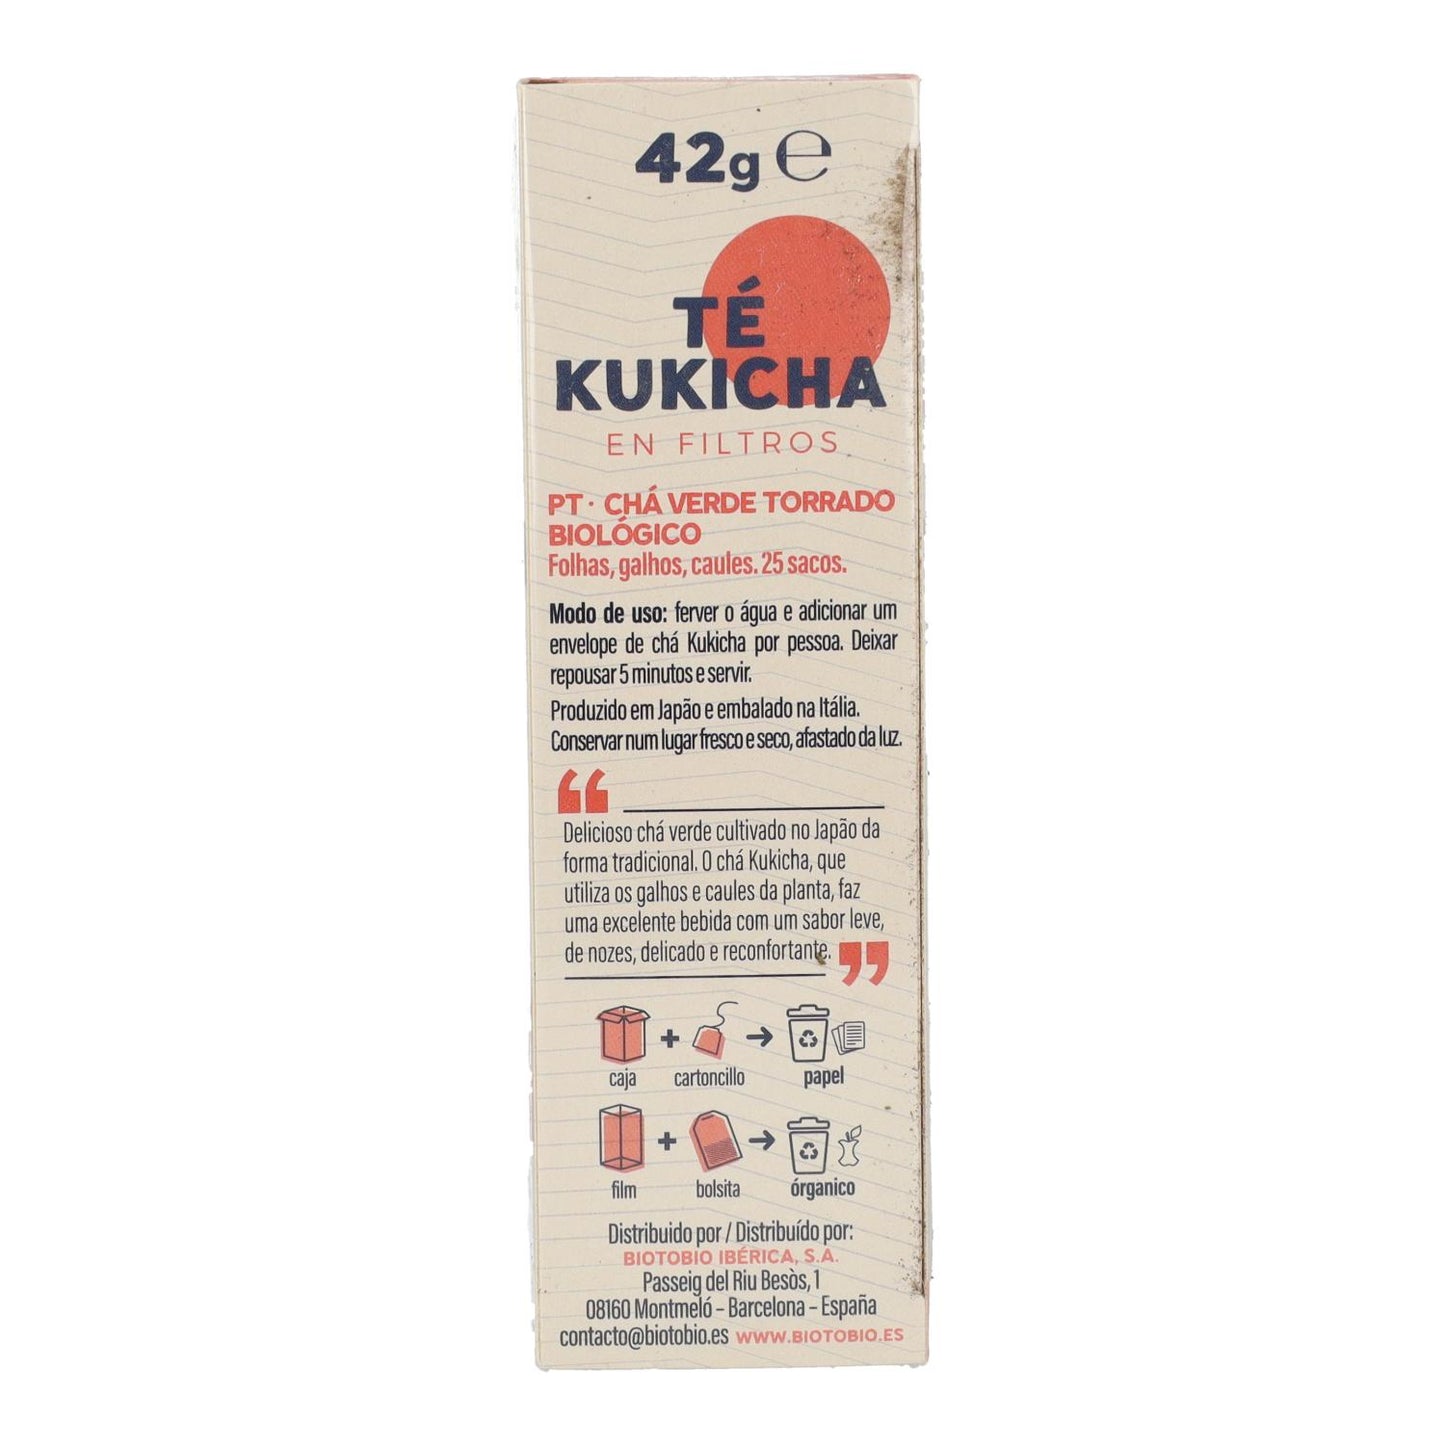 42g ℮
TÉ
KUKICHA
EN FILTROS
PT · CHÁ VERDE TORRADO
BIOLÓGICO
Folhas, galhos, caules. 25 sacos.
Modo de uso: ferver o água e adicionar um
envelope de chá Kukicha por pessoa. Deixar
repousar 5 minutos e servir.
Produzido em Japão e embalado na Itália.
Conservar num lugar fresco e seco, afastado da luz.
“
Delicioso chá verde cultivado no Japão da
forma tradicional. O chá Kukicha, que
utiliza os galhos e caules da planta, faz
uma excelente bebida com um sabor leve,
de nozes, delicado e reconfortante. ”
+
caja cartoncillo papel
+
film bolsita órganico
Distribuido por / Distribuído por:
BIOTOBIO IBÉRICA, S.A.
Passeig del Riu Besòs, 1
08160 Montmeló – Barcelona – España
contacto@biotobio.es WWW.BIOTOBIO.ES